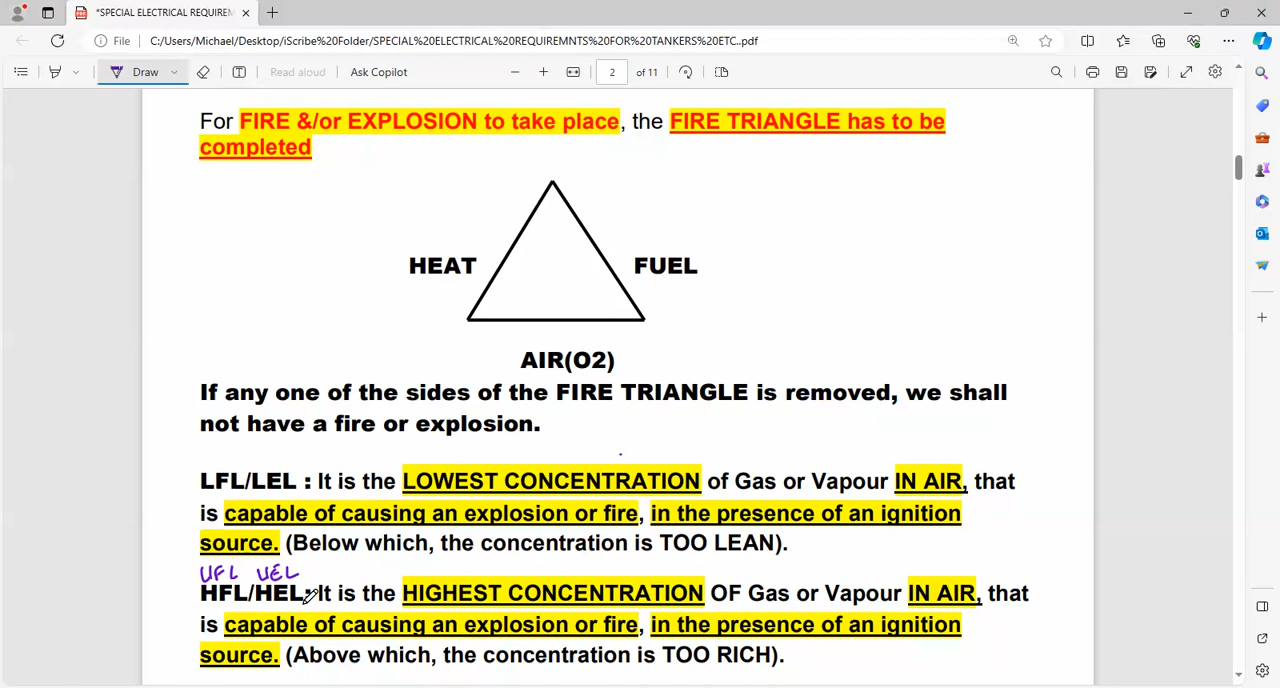 *SPECIAL ELECTRICAL REQUIREM
File C:/Users/Michael/Desktop/iScribe%20Folder/SPECIAL%20ELECTRICAL%20REQUIREMNTS%20FOR%20TANKERS%20ETC..pdf
Draw Read aloud Ask Copilot 2 of 11
For FIRE &/or EXPLOSION to take place, the FIRE TRIANGLE has to be
completed
HEAT FUEL
AIR(O2)
If any one of the sides of the FIRE TRIANGLE is removed, we shall
not have a fire or explosion.
LFL/LEL : It is the LOWEST CONCENTRATION of Gas or Vapour IN AIR, that
is capable of causing an explosion or fire, in the presence of an ignition
source. (Below which, the concentration is TOO LEAN).
UFL UEL
HFL/HEL: It is the HIGHEST CONCENTRATION OF Gas or Vapour IN AIR, that
is capable of causing an explosion or fire, in the presence of an ignition
source. (Above which, the concentration is TOO RICH).